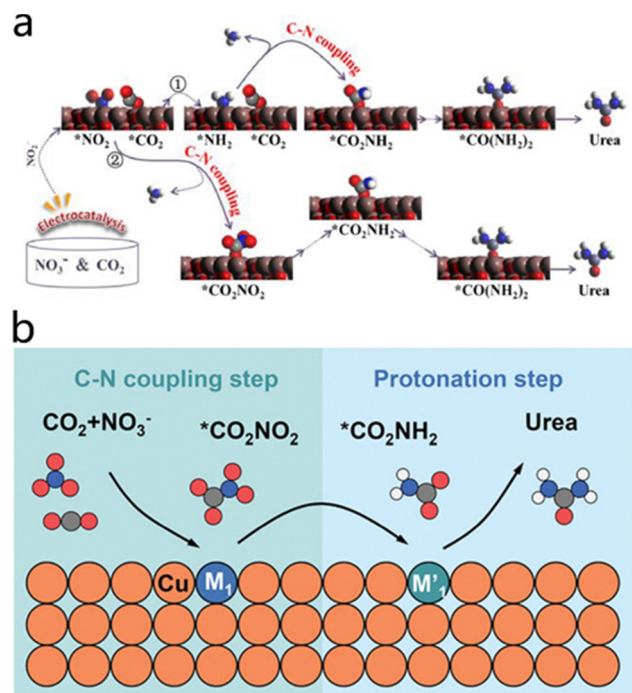 a
C-N coupling
①
*NO₂ *CO₂ *NH₂ *CO₂ *CO₂NH₂ *CO(NH₂)₂ Urea
②
C-N coupling
NO₂⁻
Electrocatalysis
NO₃⁻ & CO₂
*CO₂NH₂
*CO₂NO₂ *CO(NH₂)₂ Urea
b
C-N coupling step Protonation step
CO₂+NO₃⁻ *CO₂NO₂ *CO₂NH₂ Urea
Cu M₁ M'₁